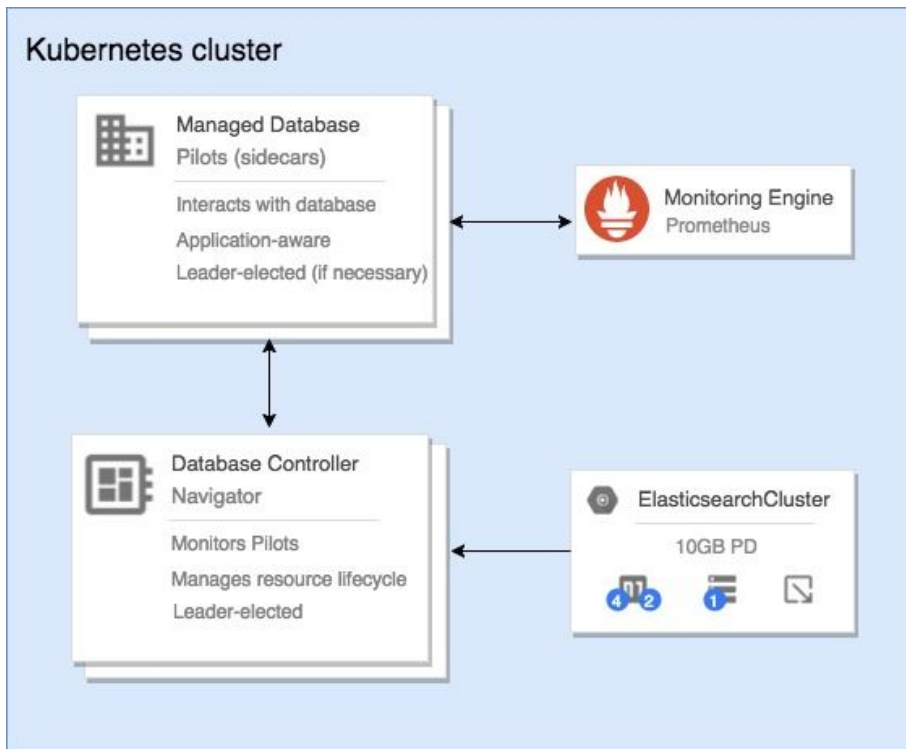 Kubernetes cluster
Managed Database
Pilots (sidecars)
Interacts with database
Application-aware
Leader-elected (if necessary)
Monitoring Engine
Prometheus
Database Controller
Navigator
Monitors Pilots
Manages resource lifecycle
Leader-elected
ElasticsearchCluster
10GB PD
4 2 1